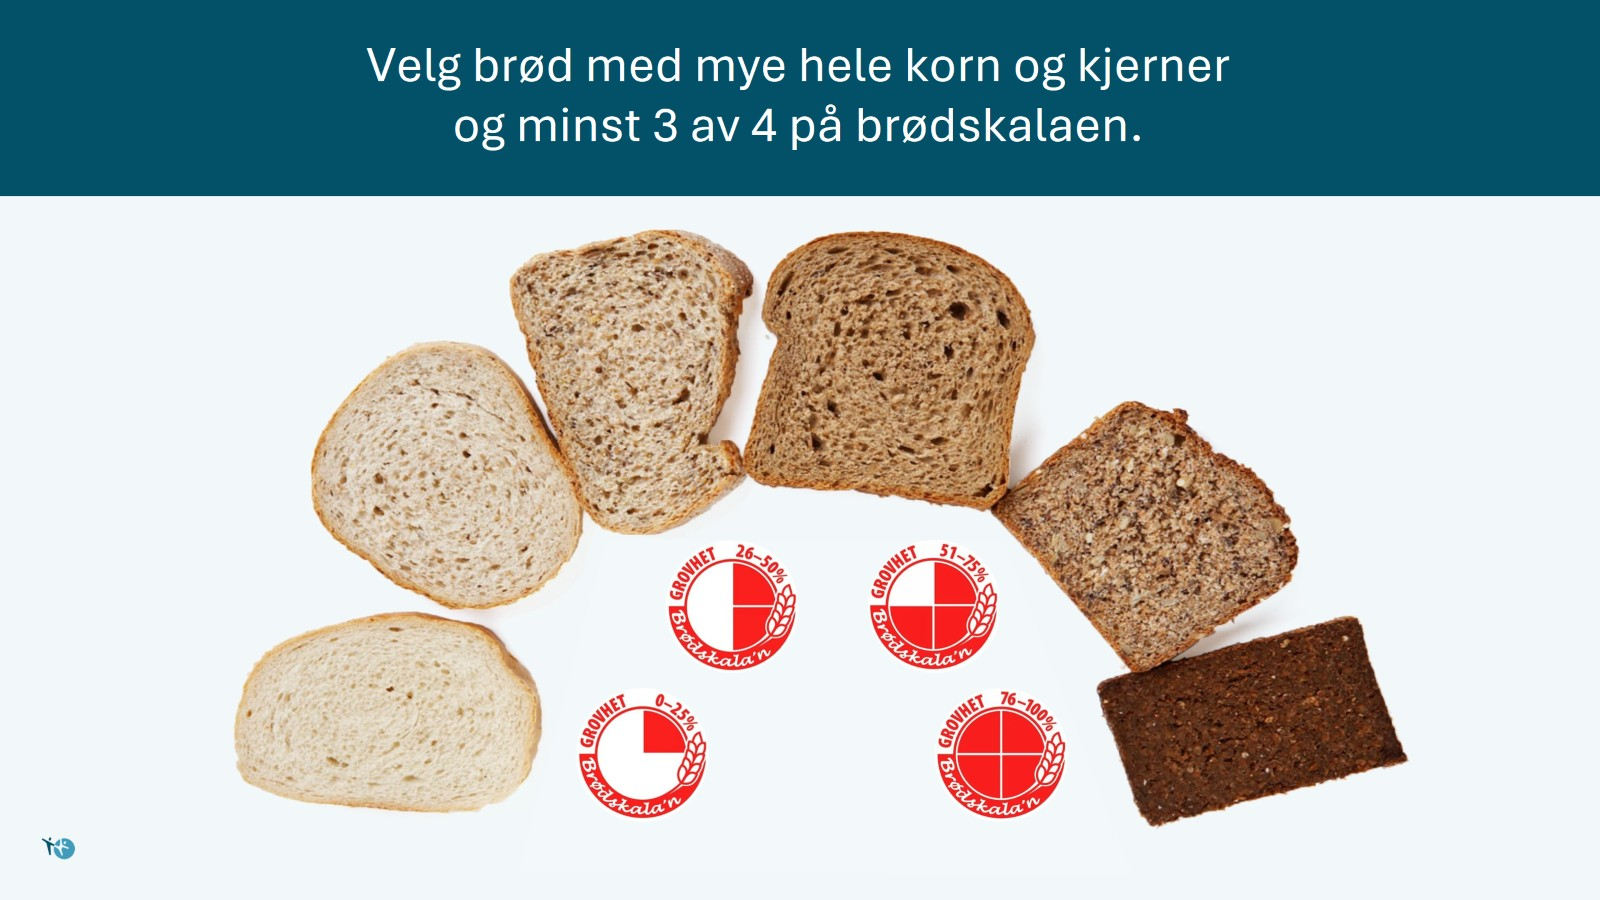 Velg brød med mye hele korn og kjerner
og minst 3 av 4 på brødskalaen.
GROVHET 26–50%
Brødskala'n
GROVHET 51–75%
Brødskala'n
GROVHET 0–25%
Brødskala'n
GROVHET 76–100%
Brødskala'n